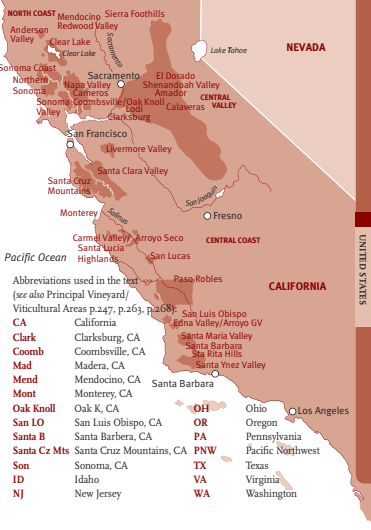 NORTH COAST
Mendocino
Sierra Foothills
Redwood Valley
Anderson
Valley
Clear Lake
Clear Lake
Sacramento
Lake Tahoe
NEVADA
Sonoma Coast
Northern
Sonoma
Sacramento
El Dorado
Napa Valley
Shenandoah Valley
Carneros
Amador
Sonoma
Valley
Coombsville/Oak Knoll
Lodi
Calaveras
CENTRAL
VALLEY
Clarksburg
San Francisco
Livermore Valley
Santa Clara Valley
Santa Cruz
Mountains
San Joaquin
Monterey
Salinas
Fresno
Carmel Valley/
Arroyo Seco
CENTRAL COAST
Santa Lucia
Highlands
San Lucas
Pacific Ocean
UNITED STATES
Paso Robles
CALIFORNIA
Abbreviations used in the text
(see also Principal Vineyard/
Viticultural Areas p.247, p.263, p.268):
San Luis Obispo
Edna Valley/Arroyo GV
Santa Maria Valley
Santa Barbara
Sta Rita Hills
Santa Ynez Valley
Santa Barbara
Los Angeles
CA California
Clark Clarksburg, CA
Coomb Coombsville, CA
Mad Madera, CA
Mend Mendocino, CA
Mont Monterey, CA
Oak Knoll Oak K, CA
San LO San Luis Obispo, CA
Santa B Santa Barbera, CA
Santa Cz Mts Santa Cruz Mountains, CA
Son Sonoma, CA
ID Idaho
NJ New Jersey
OH Ohio
OR Oregon
PA Pennsylvania
PNW Pacific Northwest
TX Texas
VA Virginia
WA Washington